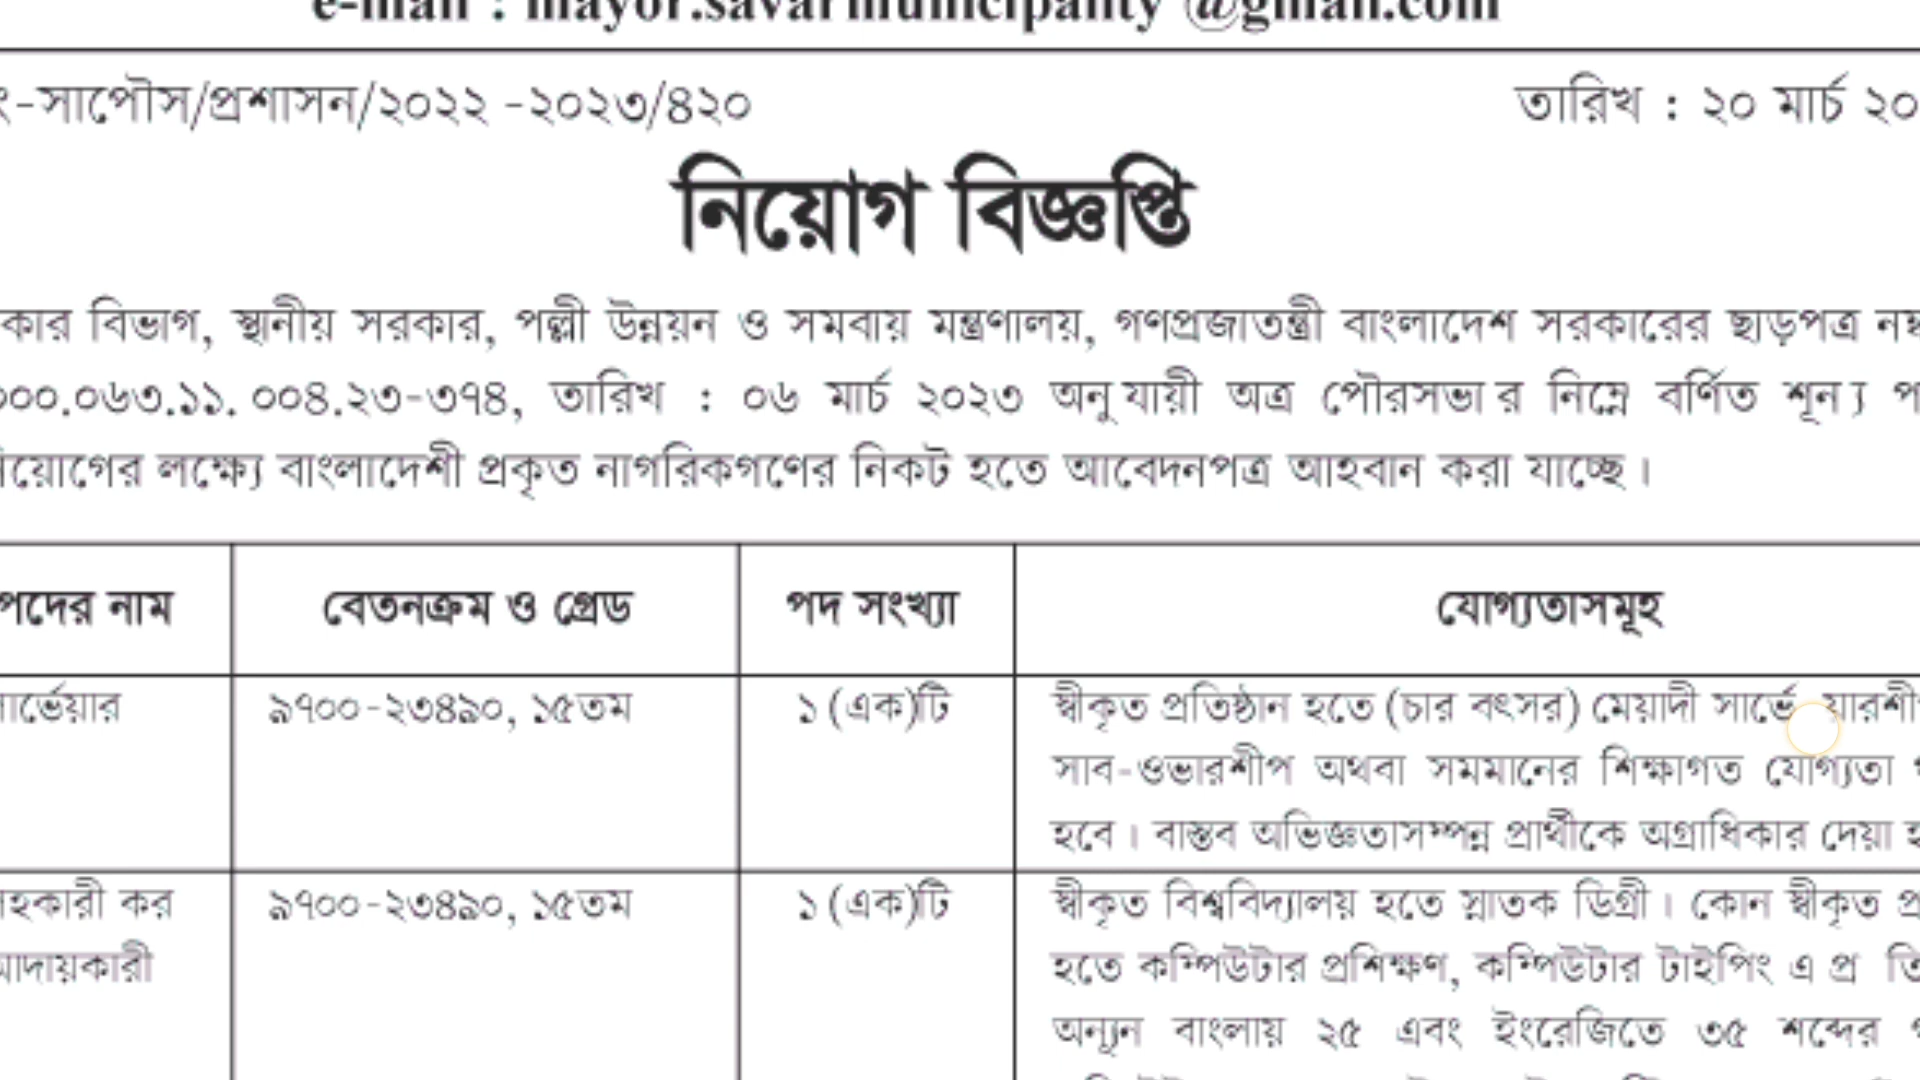 e-mail : mayor.savarmunicipality @gmail.com
-সাপৌস/প্রশাসন/২০২২ -২০২৩/৪২০ তারিখ : ২০ মার্চ ২০
নিয়োগ বিজ্ঞপ্তি
কার বিভাগ, স্থানীয় সরকার, পল্লী উন্নয়ন ও সমবায় মন্ত্রণালয়, গণপ্রজাতন্ত্রী বাংলাদেশ সরকারের ছাড়পত্র
০০০.০৬৩.১১. ০০৪.২৩-৩৭৪, তারিখ : ০৬ মার্চ ২০২৩ অনুযায়ী অত্র পৌরসভার নিম্নে বর্ণিত শূন্য
য়োগের লক্ষ্যে বাংলাদেশী প্রকৃত নাগরিকগণের নিকট হতে আবেদনপত্র আহবান করা যাচ্ছে।
পদের নাম বেতনক্রম ও গ্রেড পদ সংখ্যা যোগ্যতাসমূহ
র্ভেয়ার ৯৭০০-২৩৪৯০, ১৫তম ১ (এক)টি স্বীকৃত প্রতিষ্ঠান হতে (চার বৎসর) মেয়াদী সার্ভে য়ারশী
সাব-ওভারশীপ অথবা সমমানের শিক্ষাগত যোগ্যতা
হবে। বাস্তব অভিজ্ঞতাসম্পন্ন প্রার্থীকে অগ্রাধিকার দেয়া
হকারী কর ৯৭০০-২৩৪৯০, ১৫তম ১ (এক)টি স্বীকৃত বিশ্ববিদ্যালয় হতে স্নাতক ডিগ্রী। কোন স্বীকৃত প্র
আদায়কারী হতে কম্পিউটার প্রশিক্ষণ, কম্পিউটার টাইপিং এ প্র তি
অন্যূন বাংলায় ২৫ এবং ইংরেজিতে ৩৫ শব্দের